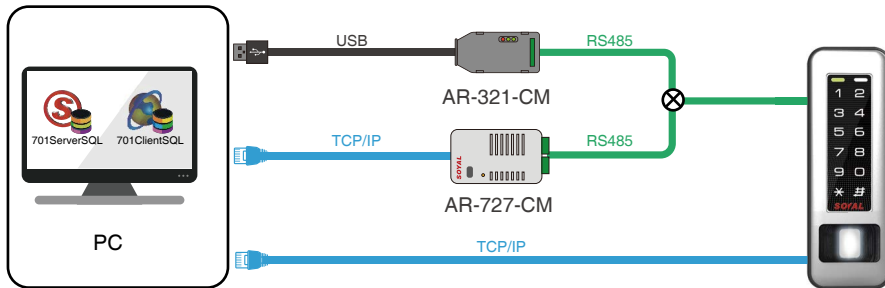 USB
RS485
AR-321-CM
S
701ServerSQL 701ClientSQL
TCP/IP
RS485
SOYAL
AR-727-CM
PC
TCP/IP
1 2
3 4
5 6
7 8
9 0
* #
SOYAL